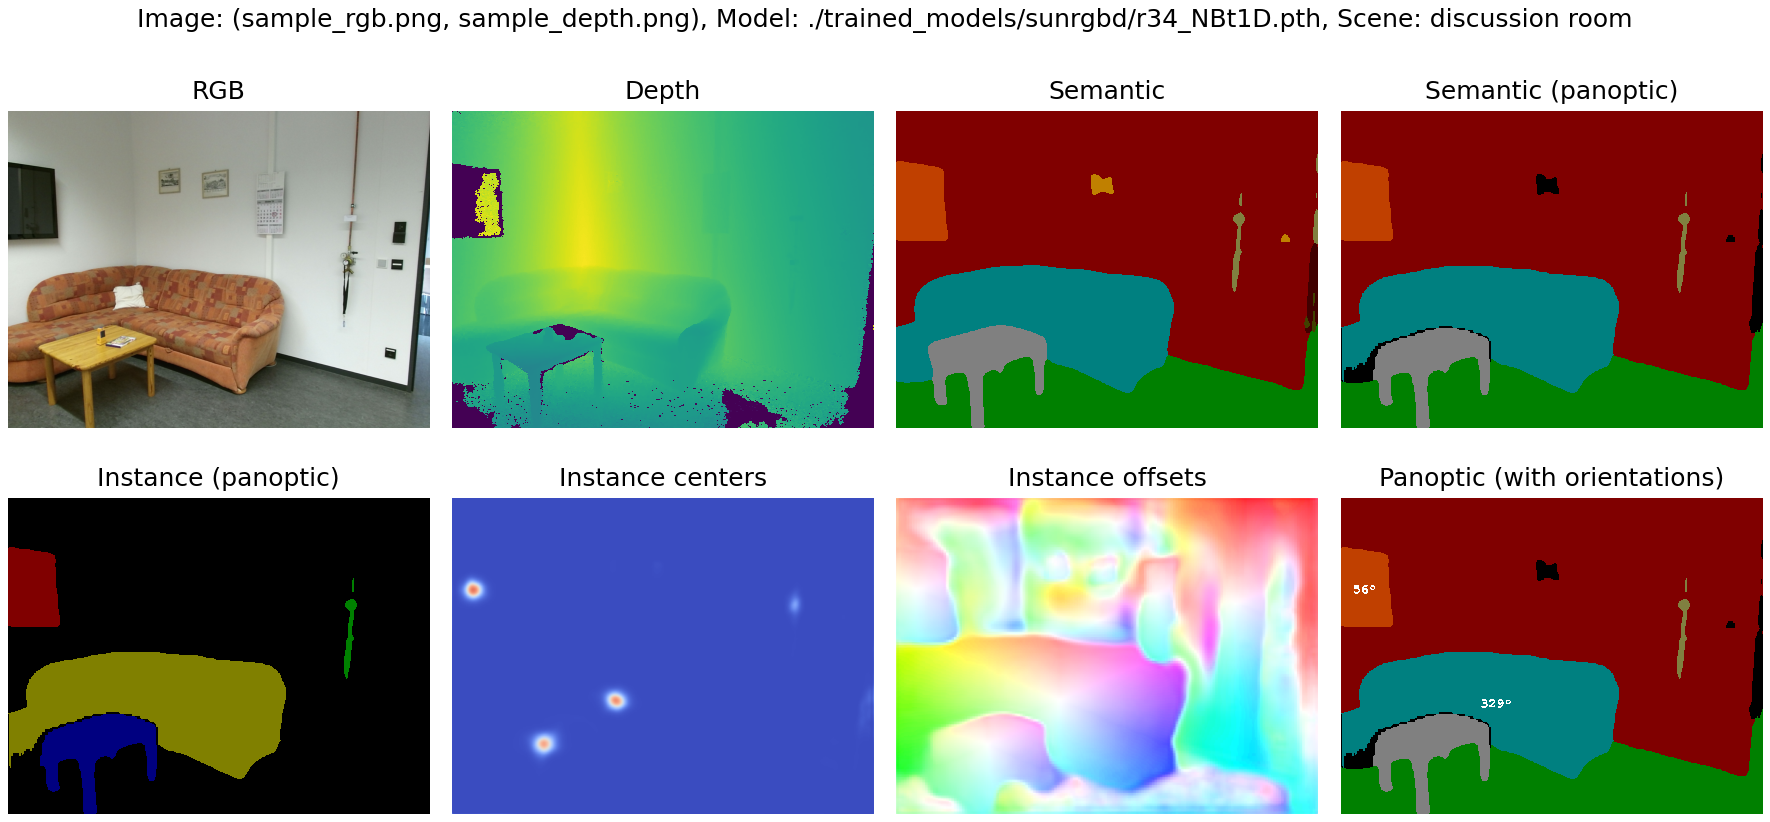 Image: (sample_rgb.png, sample_depth.png), Model: ./trained_models/sunrgbd/r34_NBt1D.pth, Scene: discussion room
RGB
Depth
Semantic
Semantic (panoptic)
Instance (panoptic)
Instance centers
Instance offsets
Panoptic (with orientations)
56°
329°